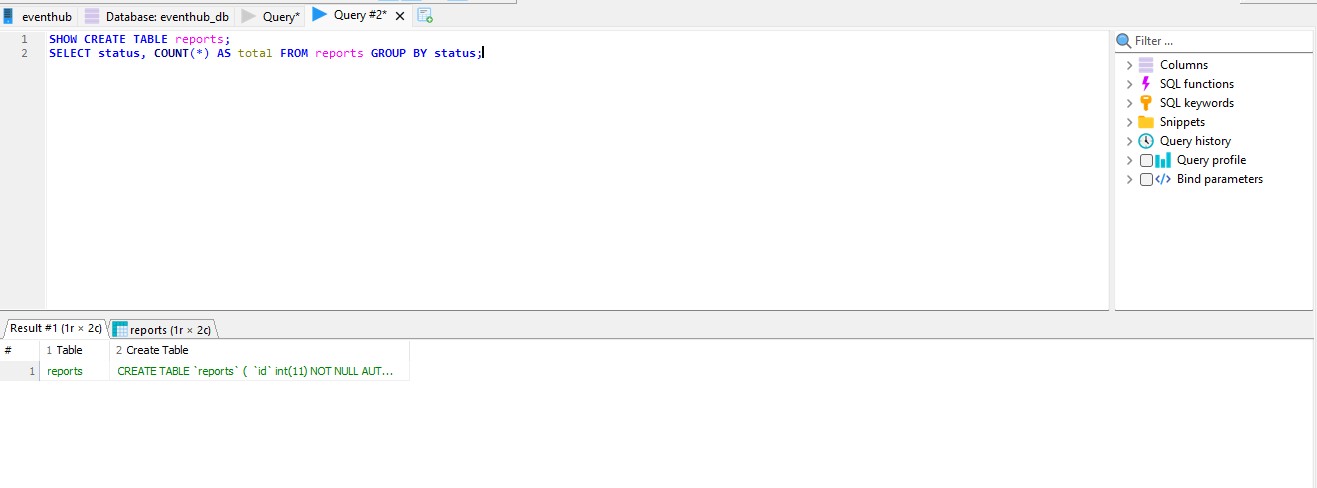 eventhub Database: eventhub_db Query* Query #2*
1 SHOW CREATE TABLE reports;
2 SELECT status, COUNT(*) AS total FROM reports GROUP BY status;
Filter ...
Columns
SQL functions
SQL keywords
Snippets
Query history
Query profile
Bind parameters
Result #1 (1r × 2c) reports (1r × 2c)
# 1 Table 2 Create Table
1 reports CREATE TABLE `reports` ( `id` int(11) NOT NULL AUT...